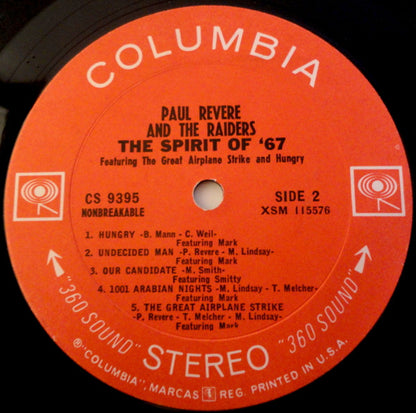 COLUMBIA
PAUL REVERE
AND THE RAIDERS
THE SPIRIT OF '67
Featuring The Great Airplane Strike and Hungry
CS 9395
NONBREAKABLE
SIDE 2
XSM 115576
1. HUNGRY -B. Mann - C. Weil-
Featuring Mark
2. UNDECIDED MAN -P. Revere - M. Lindsay-
Featuring Mark
3. OUR CANDIDATE -M. Smith-
Featuring Smitty
4. 1001 ARABIAN NIGHTS -M. Lindsay - T. Melcher-
Featuring Mark
5. THE GREAT AIRPLANE STRIKE
-P. Revere - T. Melcher - M. Lindsay-
Featuring Mark
"360 SOUND" STEREO "360 SOUND"
® "COLUMBIA", MARCAS REG. PRINTED IN U.S.A.